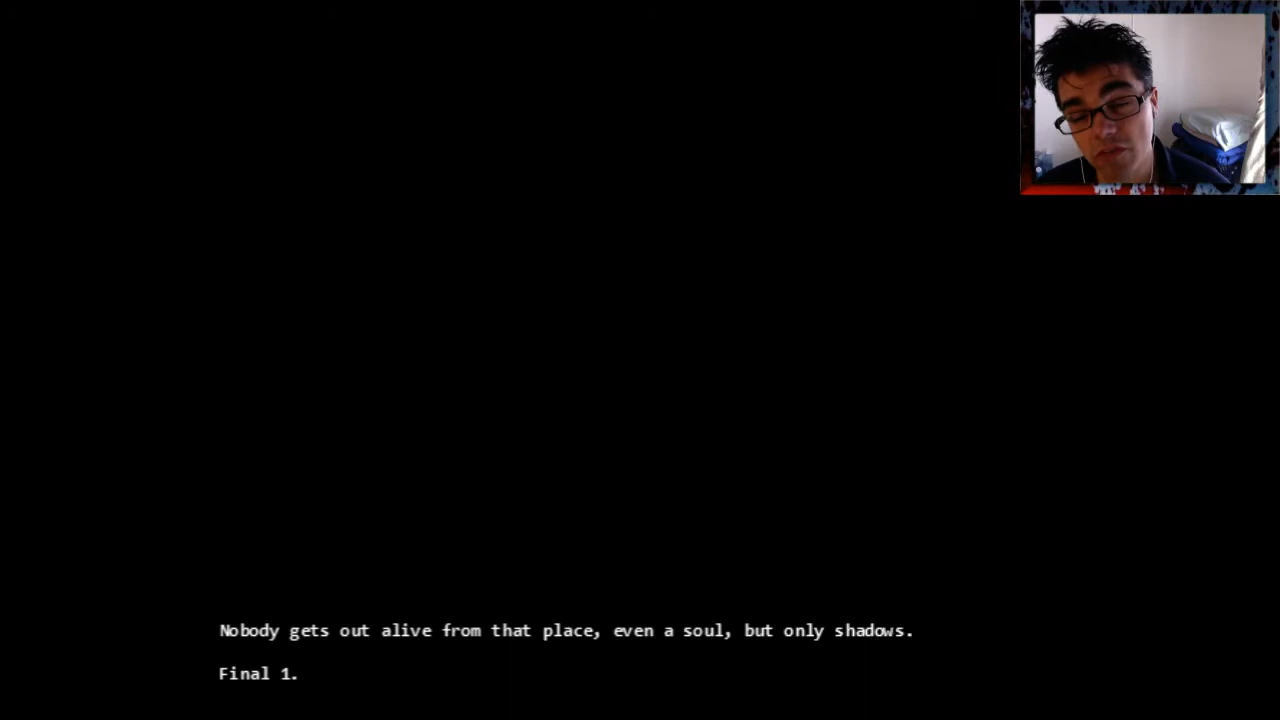 Nobody gets out alive from that place, even a soul, but only shadows.
Final 1.